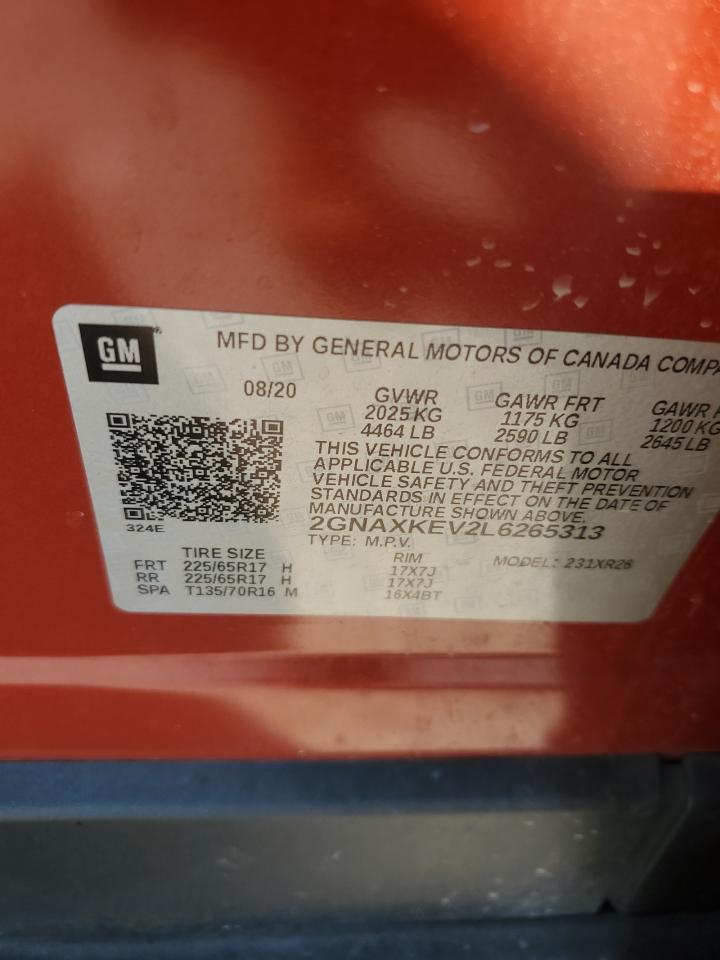 GM
MFD BY GENERAL MOTORS OF CANADA
08/20
GVWR GAWR FRT GAWR
2025 KG 1175 KG 1200 KG
4464 LB 2590 LB 2645 LB
THIS VEHICLE CONFORMS TO ALL
APPLICABLE U.S. FEDERAL MOTOR
VEHICLE SAFETY AND THEFT PREVENTION
STANDARDS IN EFFECT ON THE DATE OF
MANUFACTURE SHOWN ABOVE.
2GNAXKEV2L6265313
TYPE: M.P.V.
324E
TIRE SIZE RIM MODEL: 231XR26
FRT 225/65R17 H 17X7J
RR 225/65R17 H 17X7J
SPA T135/70R16 M 16X4BT